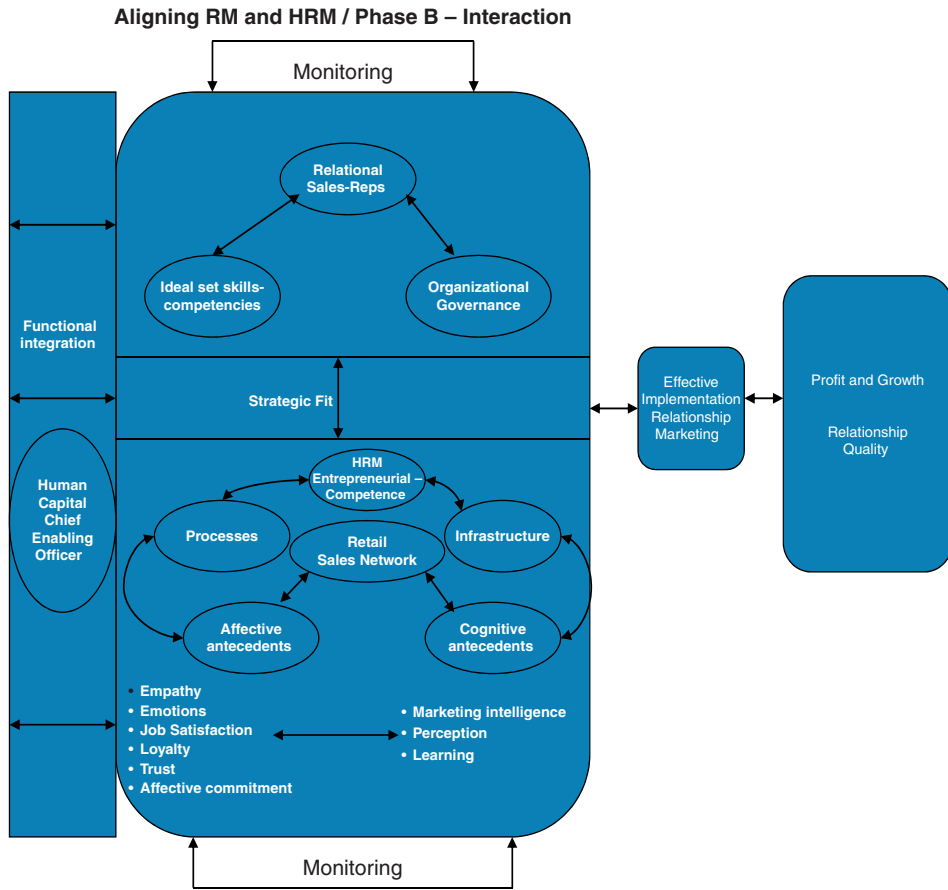 Aligning RM and HRM / Phase B – Interaction
Monitoring
Relational
Sales-Reps
Ideal set skills-
competencies
Organizational
Governance
Functional
integration
Strategic Fit
Effective
Implementation
Relationship
Marketing
Profit and Growth
Relationship
Quality
Human
Capital
Chief
Enabling
Officer
HRM
Entrepreneurial –
Competence
Processes
Retail
Sales Network
Infrastructure
Affective
antecedents
Cognitive
antecedents
• Empathy
• Emotions
• Job Satisfaction
• Loyalty
• Trust
• Affective commitment
• Marketing intelligence
• Perception
• Learning
Monitoring